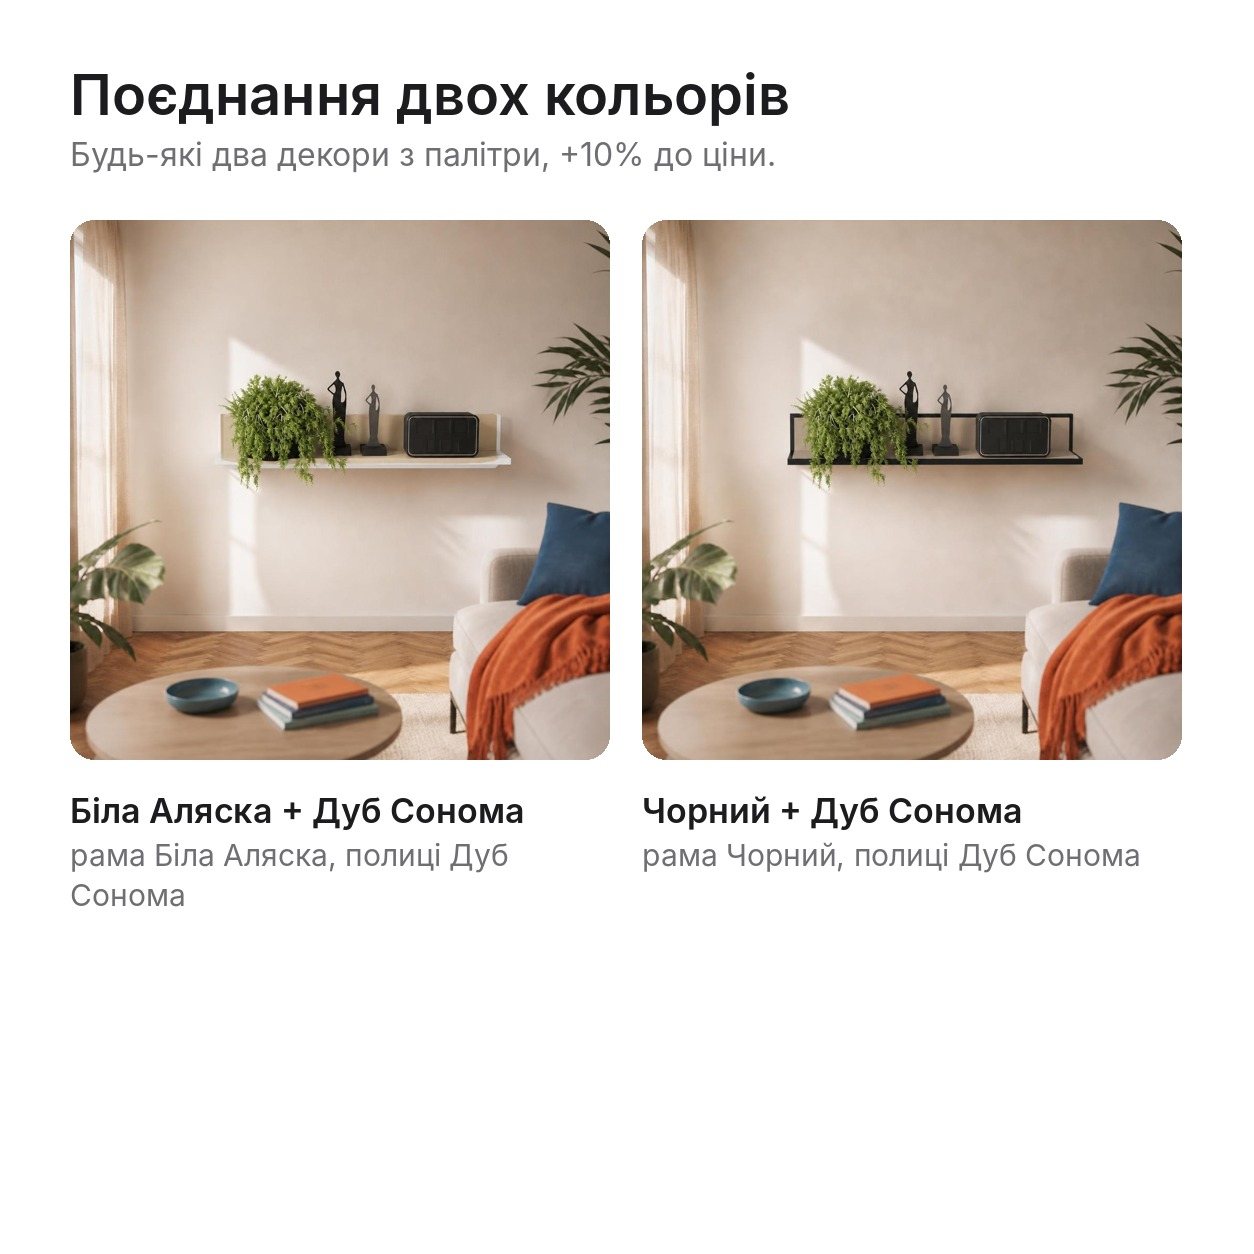 Поєднання двох кольорів
Будь-які два декори з палітри, +10% до ціни.
Біла Аляска + Дуб Сонома
рама Біла Аляска, полиці Дуб
Сонома
Чорний + Дуб Сонома
рама Чорний, полиці Дуб Сонома